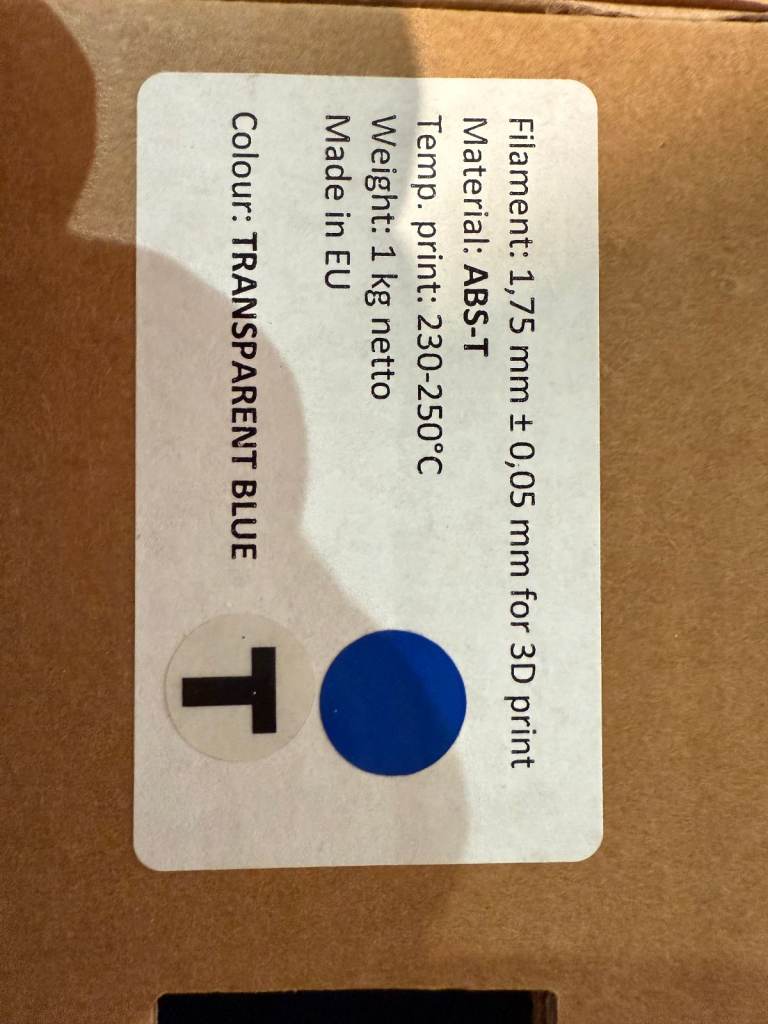 Filament: 1,75 mm ± 0,05 mm for 3D print
Material: ABS-T
Temp. print: 230-250°C
Weight: 1 kg netto
Made in EU
Colour: TRANSPARENT BLUE
T